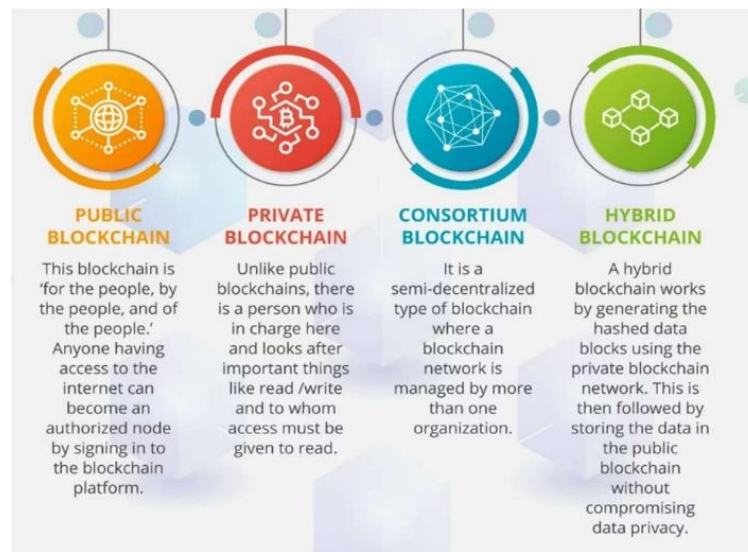 PUBLIC
BLOCKCHAIN
This blockchain is
‘for the people, by
the people, and of
the people.’
Anyone having
access to the
internet can
become an
authorized node
by signing in to
the blockchain
platform.
PRIVATE
BLOCKCHAIN
Unlike public
blockchains, there
is a person who is
in charge here
and looks after
important things
like read /write
and to whom
access must be
given to read.
CONSORTIUM
BLOCKCHAIN
It is a
semi-decentralized
type of blockchain
where a
blockchain
network is
managed by more
than one
organization.
HYBRID
BLOCKCHAIN
A hybrid
blockchain works
by generating the
hashed data
blocks using the
private blockchain
network. This is
then followed by
storing the data in
the public
blockchain
without
compromising
data privacy.